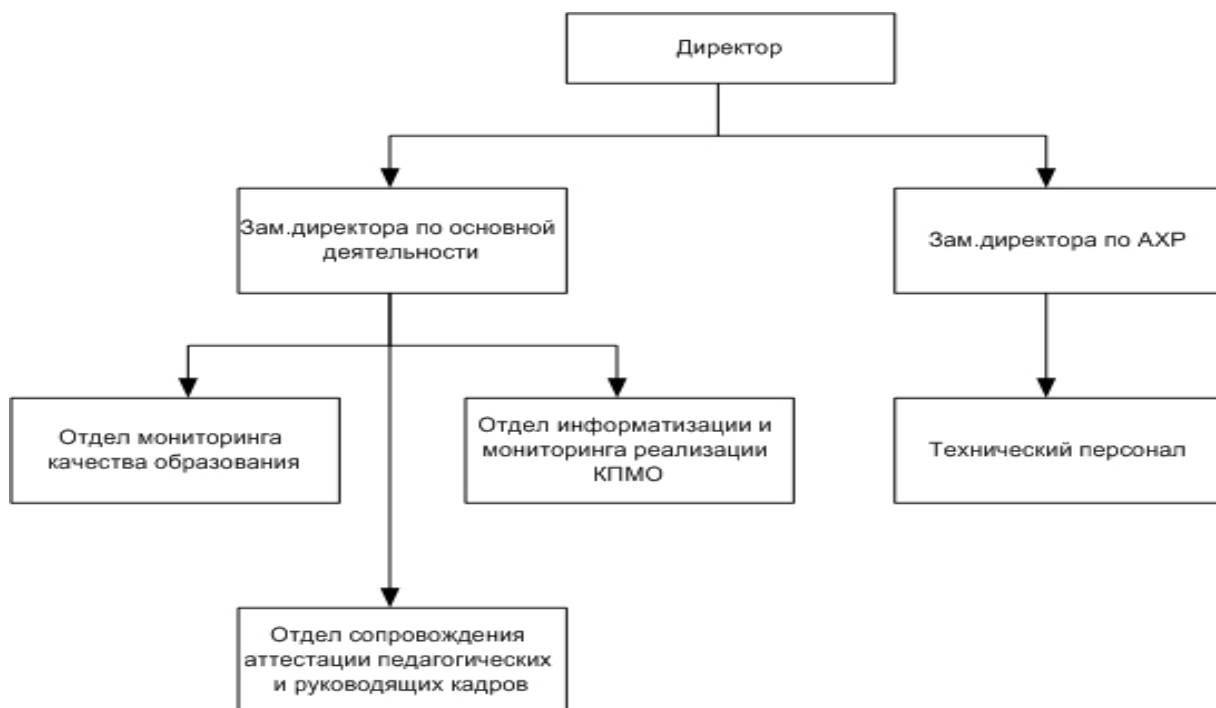 Директор
Зам.директора по основной
деятельности
Зам.директора по АХР
Отдел мониторинга
качества образования
Отдел информатизации и
мониторинга реализации
КПМО
Технический персонал
Отдел сопровождения
аттестации педагогических
и руководящих кадров